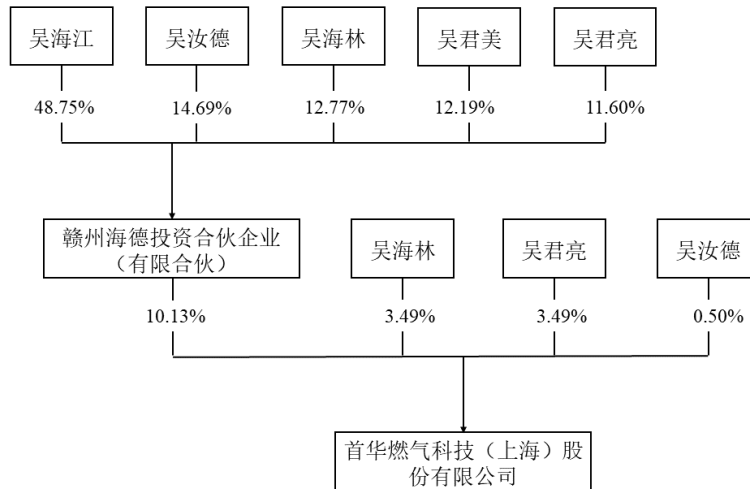 吴海江 吴汝德 吴海林 吴君美 吴君亮
48.75% 14.69% 12.77% 12.19% 11.60%
赣州海德投资合伙企业
（有限合伙）
吴海林 吴君亮 吴汝德
10.13% 3.49% 3.49% 0.50%
首华燃气科技（上海）股
份有限公司